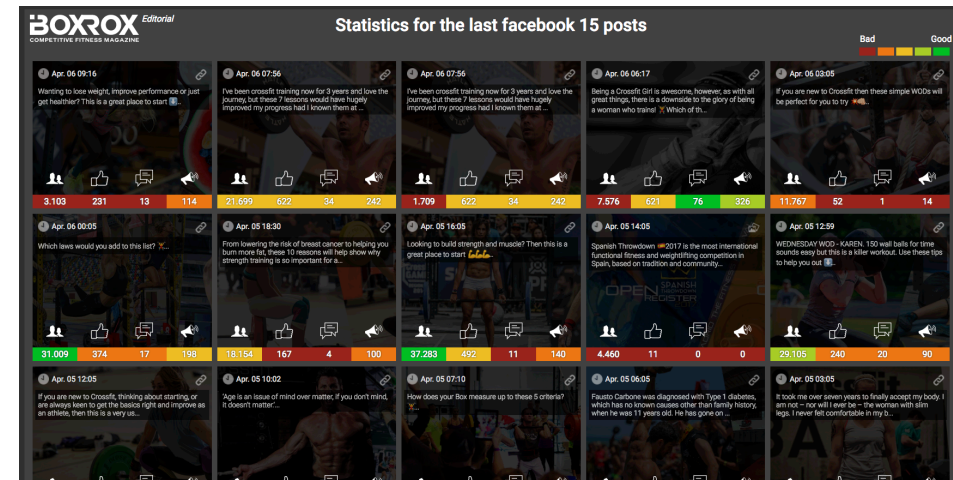 BOXROX Editorial
COMPETITIVE FITNESS MAGAZINE
Statistics for the last facebook 15 posts
Bad Good
Apr. 06 09:16
Wanting to lose weight, improve performance or just
get healthier? This is a great place to start ⬇️...
3.103 231 13 114
Apr. 06 07:56
I've been crossfit training now for 3 years and love the
journey, but these 7 lessons would have hugely
improved my progress had I known them at ...
21.699 622 34 242
Apr. 06 07:56
I've been crossfit training now for 3 years and love the
journey, but these 7 lessons would have hugely
improved my progress had I known them at ...
1.709 622 34 242
Apr. 06 06:17
Being a Crossfit Girl is awesome, however, as with all
great things, there is a downside to the glory of being
a woman who trains! Which of th...
7.576 621 76 326
Apr. 06 03:05
If you are new to Crossfit then these simple WODs will
be perfect for you to try ...
11.767 52 1 14
Apr. 06 00:05
Which laws would you add to this list? ...
31.009 374 17 198
Apr. 05 18:30
From lowering the risk of breast cancer to helping you
burn more fat, these 10 reasons will help show why
strength training is so important for a...
18.154 167 4 100
Apr. 05 16:05
Looking to build strength and muscle? Then this is a
great place to start 💪💪💪...
37.283 492 11 140
Apr. 05 14:05
Spanish Throwdown 2017 is the most international
functional fitness and weightlifting competition in
Spain, based on tradition and community...
OPEN SPANISH
THROWDOWN
REGISTER
4.460 11 0 0
Apr. 05 12:59
WEDNESDAY WOD - KAREN. 150 wall balls for time
sounds easy but this is a killer workout. Use these tips
to help you out ⬇️...
29.105 240 20 90
Apr. 05 12:05
If you are new to Crossfit, thinking about starting, or
are always keen to get the basics right and improve as
an athlete, then this is a very us...
Apr. 05 10:02
'Age is an issue of mind over matter, if you don't mind,
it doesn't matter'...
Apr. 05 07:10
How does your Box measure up to these 5 criteria?
...
Apr. 05 06:05
Fausto Carbone was diagnosed with Type 1 diabetes,
which has no known causes other than family history,
when he was 11 years old. He has gone on ...
Apr. 05 03:05
It took me over seven years to finally accept my body. I
am not – nor will I ever be – the woman with slim
legs. I never felt comfortable in my b...